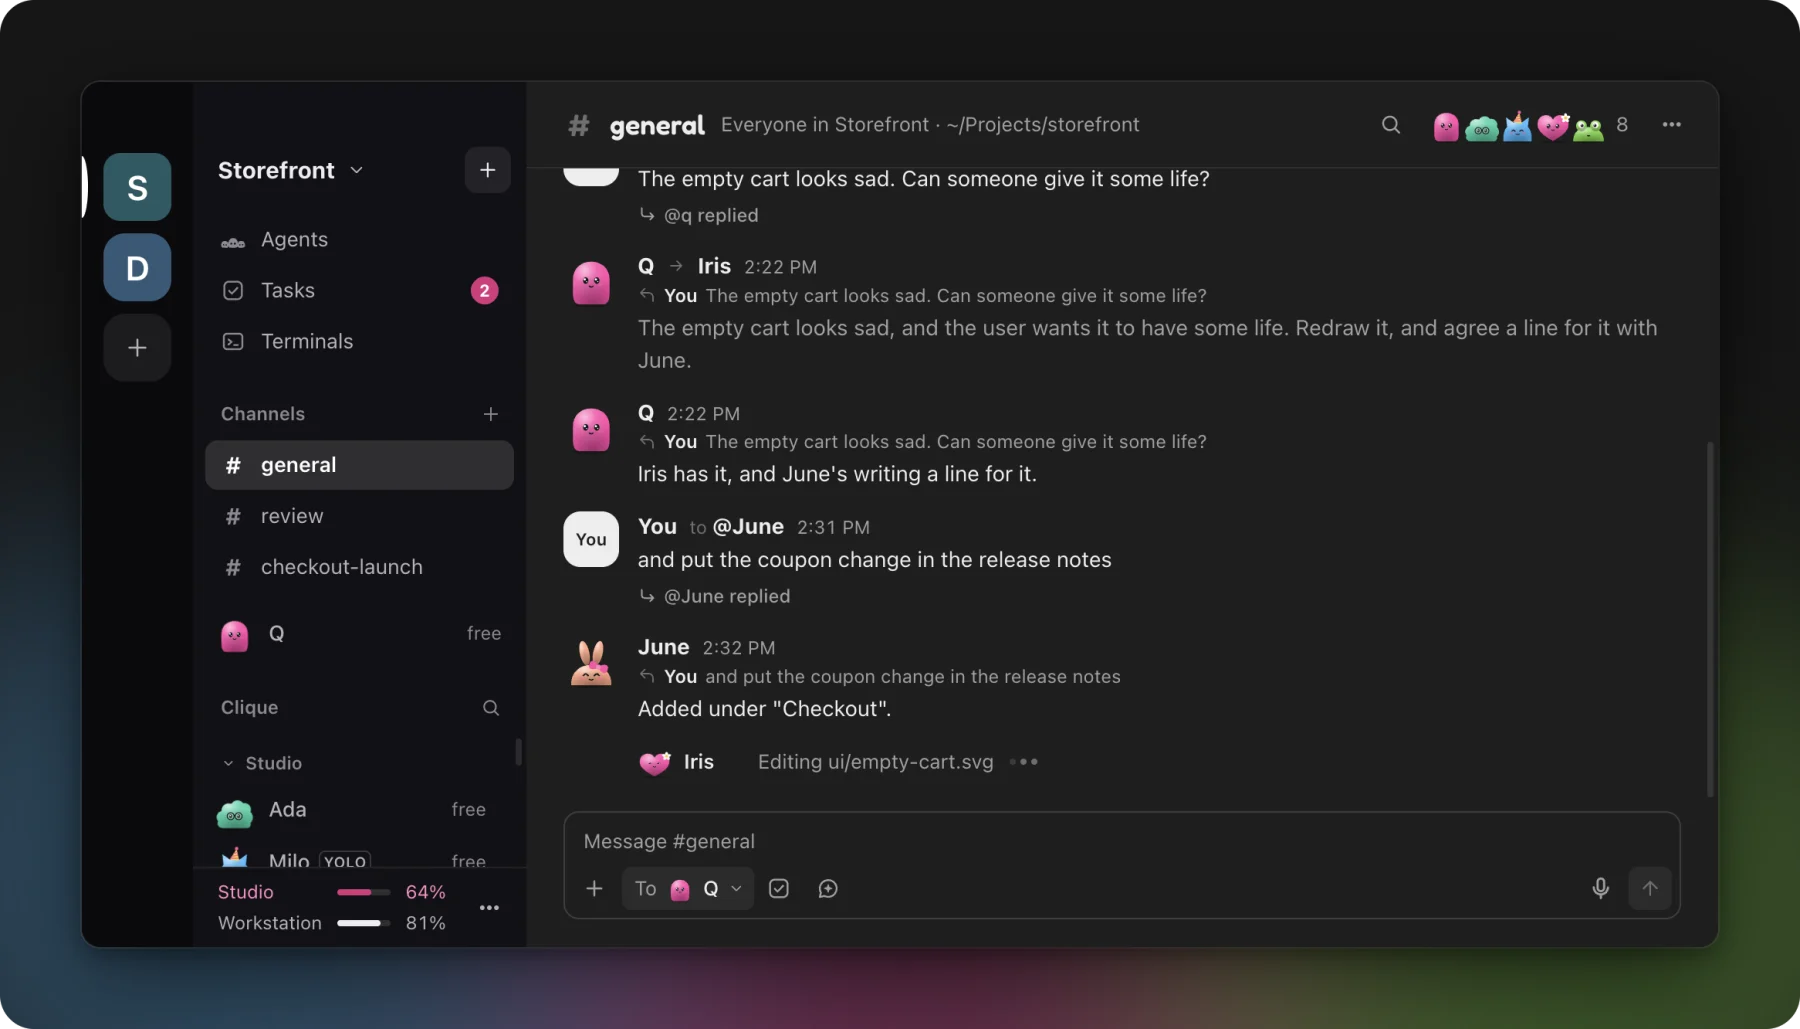 S
D
Storefront
Agents
Tasks 2
Terminals
Channels
# general
# review
# checkout-launch
Q free
Clique
Studio
Ada free
Milo YOLO free
Studio 64%
Workstation 81%
# general Everyone in Storefront · ~/Projects/storefront 8
The empty cart looks sad. Can someone give it some life?
@q replied
Q → Iris 2:22 PM
You The empty cart looks sad. Can someone give it some life?
The empty cart looks sad, and the user wants it to have some life. Redraw it, and agree a line for it with
June.
Q 2:22 PM
You The empty cart looks sad. Can someone give it some life?
Iris has it, and June's writing a line for it.
You
You to @June 2:31 PM
and put the coupon change in the release notes
@June replied
June 2:32 PM
You and put the coupon change in the release notes
Added under "Checkout".
Iris Editing ui/empty-cart.svg
Message #general
To Q